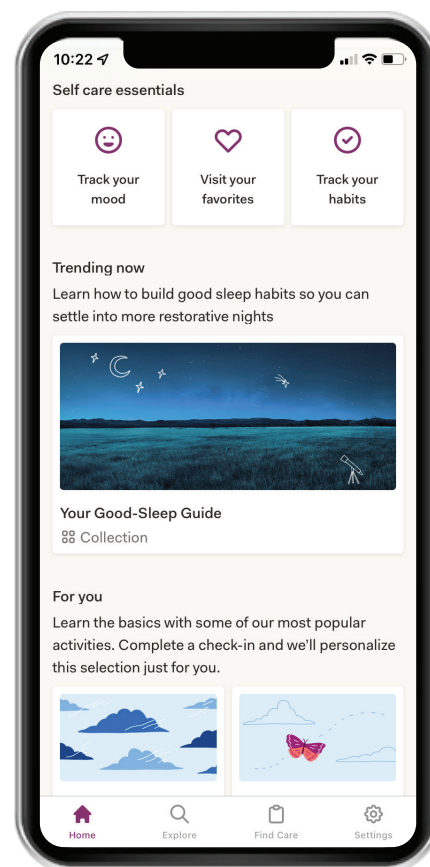 10:22
Self care essentials
Track your
mood
Visit your
favorites
Track your
habits
Trending now
Learn how to build good sleep habits so you can
settle into more restorative nights
Your Good-Sleep Guide
Collection
For you
Learn the basics with some of our most popular
activities. Complete a check-in and we’ll personalize
this selection just for you.
Home
Explore
Find Care
Settings